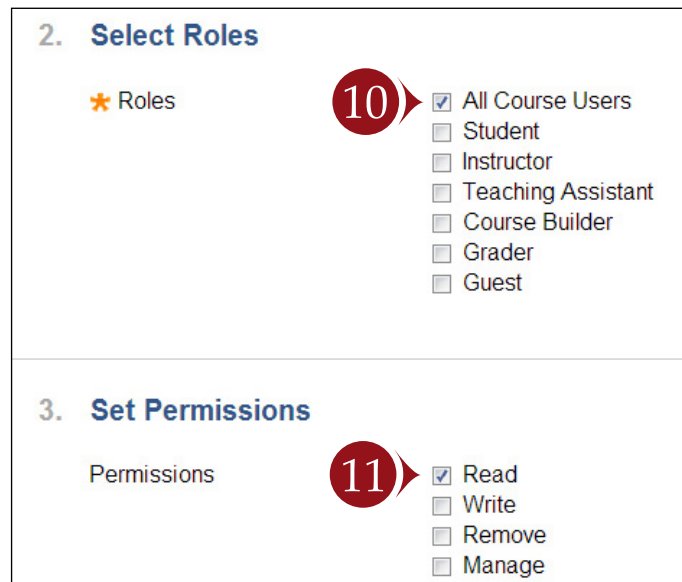 2. Select Roles
★ Roles
10
All Course Users
Student
Instructor
Teaching Assistant
Course Builder
Grader
Guest
3. Set Permissions
Permissions
11
Read
Write
Remove
Manage